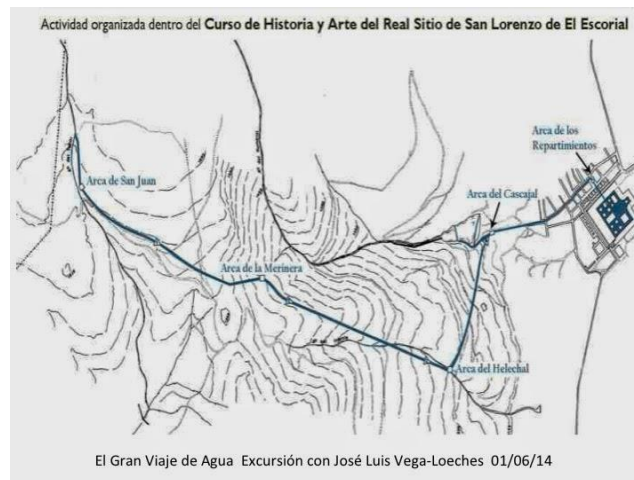 Actividad organizada dentro del Curso de Historia y Arte del Real Sitio de San Lorenzo de El Escorial
Arca de los
Repartimientos
Arca de San Juan
Arca del Cascajal
Arca de la Merinera
Arca del Helechal
El Gran Viaje de Agua Excursión con José Luis Vega-Loeches 01/06/14